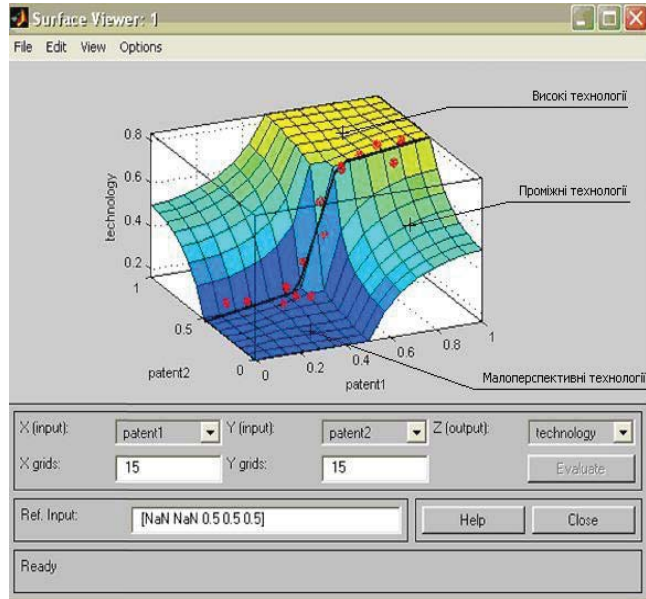 Surface Viewer: 1
File Edit View Options
Високі технології
0.8
Проміжні технології
0.6
technology
0.4
0.2
1
1
0.5
0.8
0.6
0.4
patent2
0
0
0.2
patent1
Малоперспективні технології
X (input): patent1 Y (input): patent2 Z (output): technology
X grids: 15 Y grids: 15 Evaluate
Ref. Input: [NaN NaN 0.5 0.5 0.5] Help Close
Ready